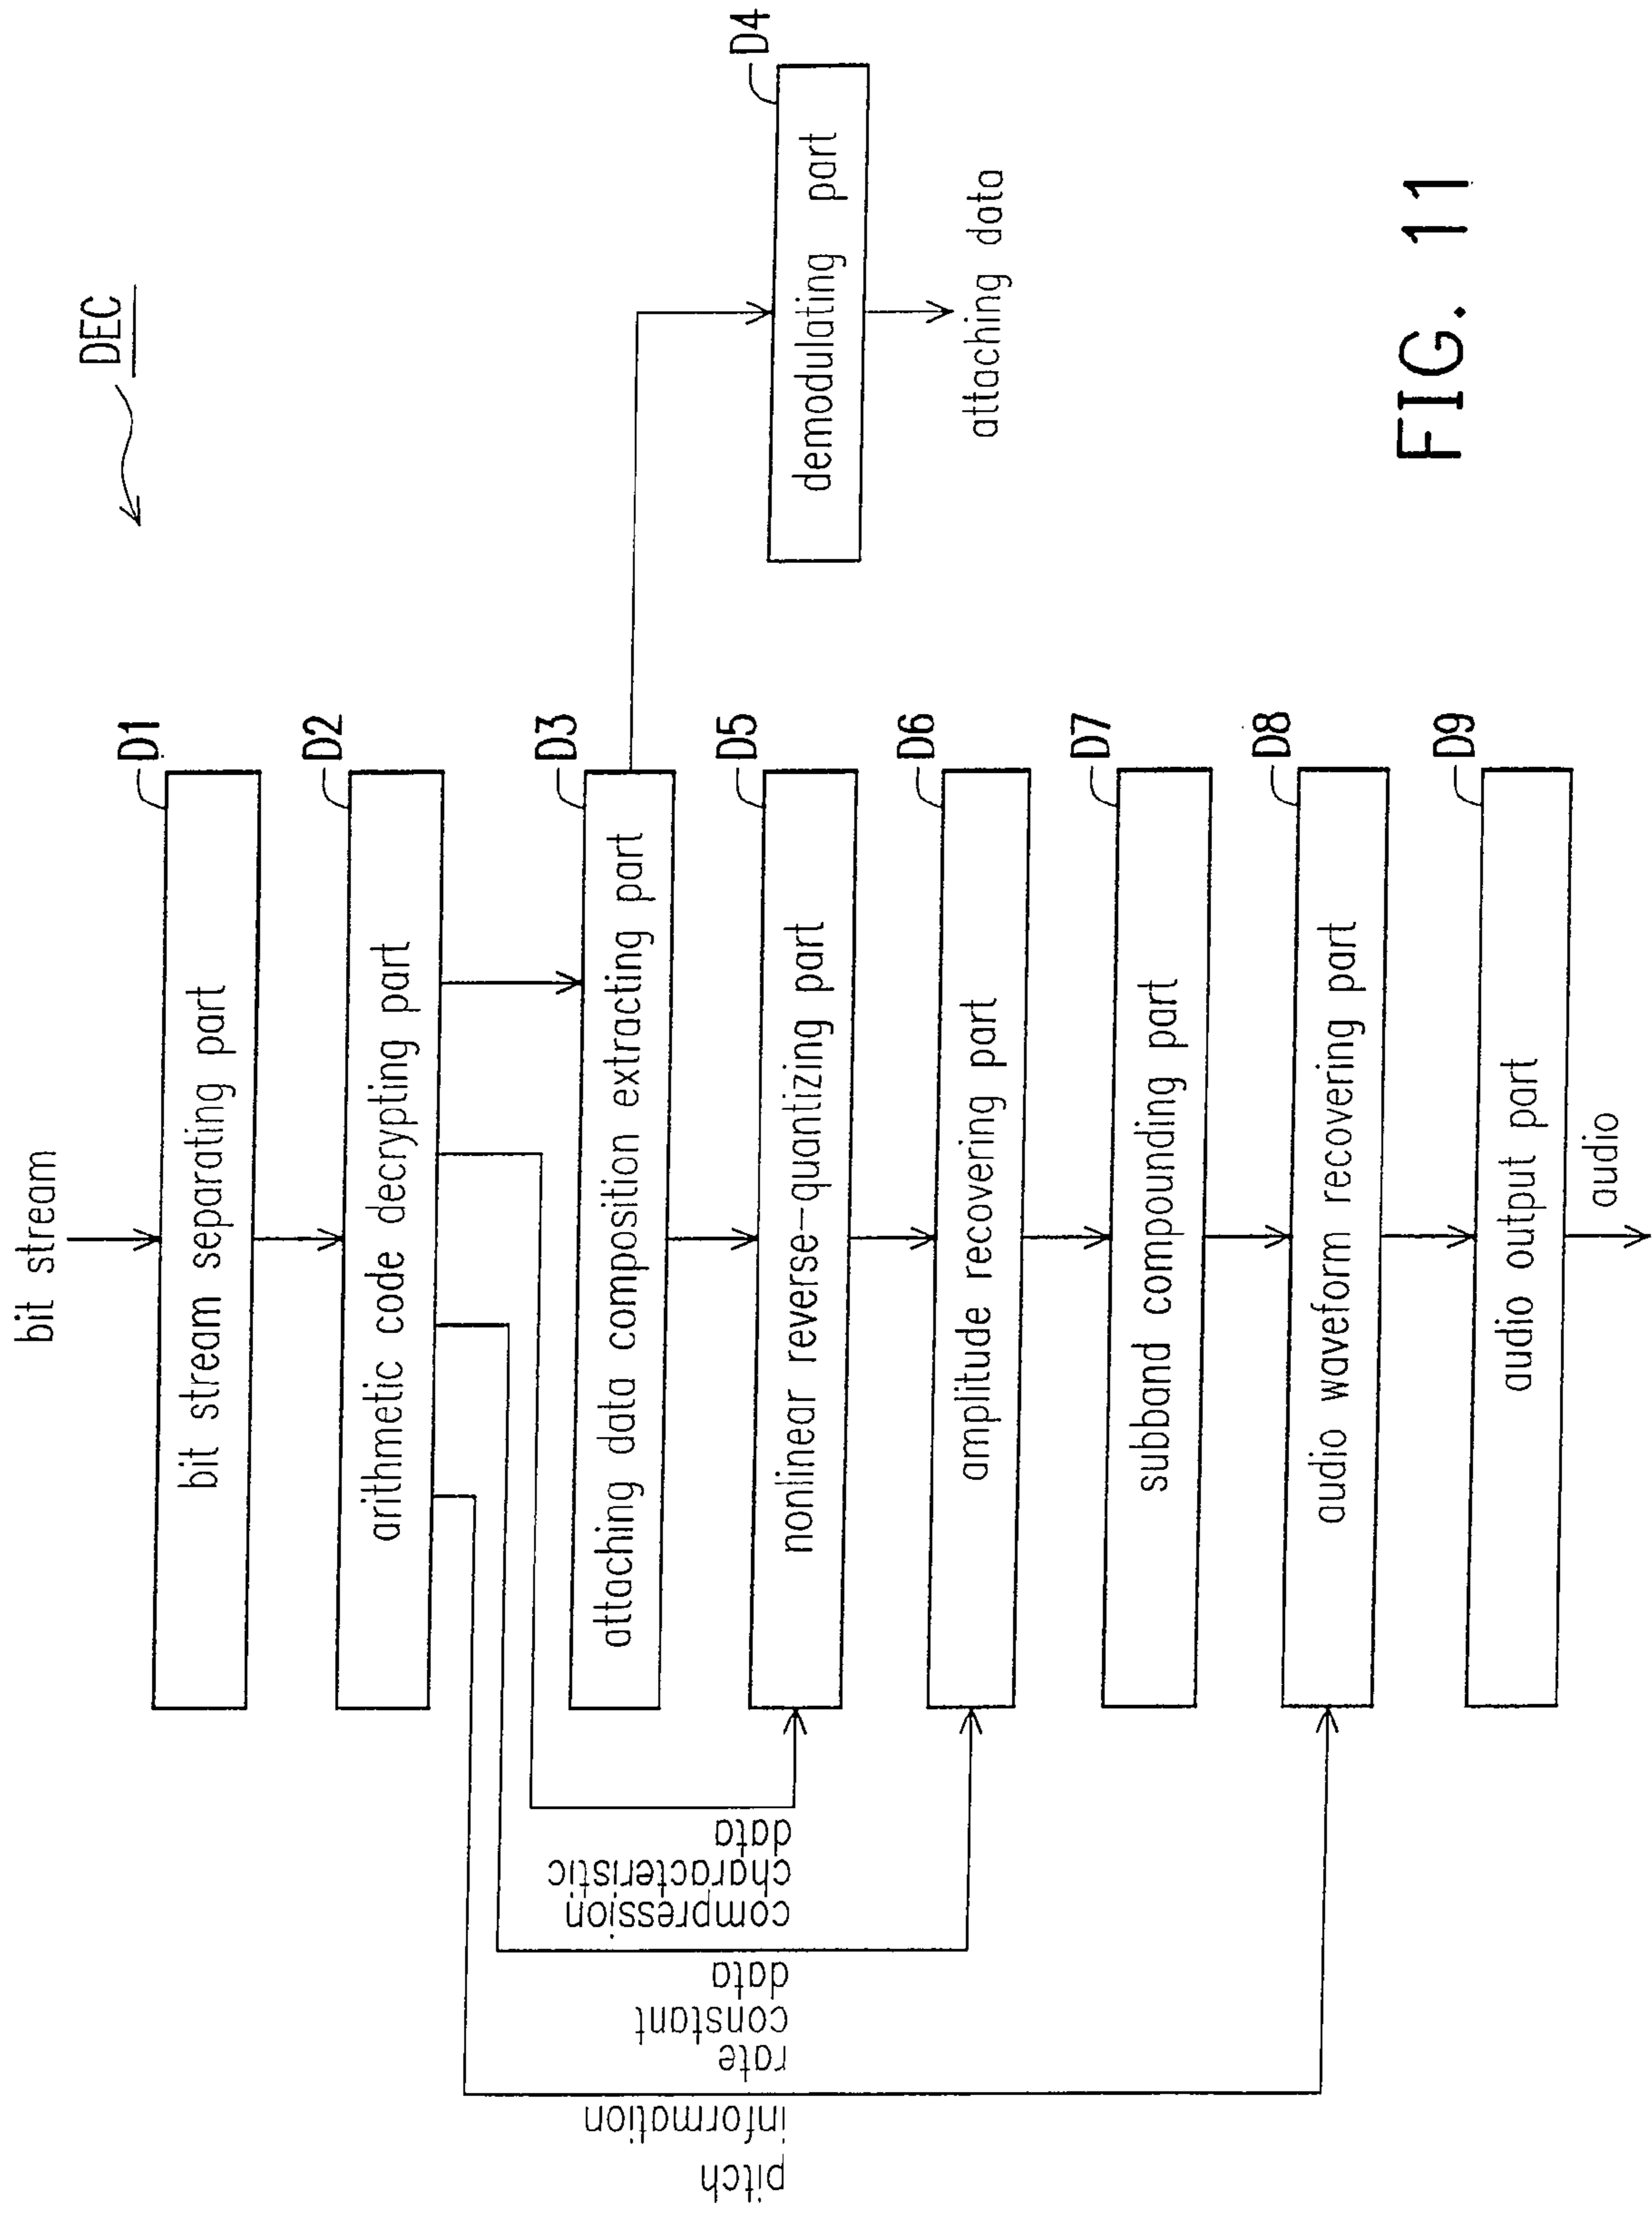 DEC
bit stream
D1
bit stream separating part
D2
arithmetic code decrypting part
D3
attaching data composition extracting part
D4
demodulating part
attaching data
D5
nonlinear reverse-quantizing part
D6
amplitude recovering part
D7
subband compounding part
D8
audio waveform recovering part
D9
audio output part
audio
pitch
information
rate
constant
data
compression
characteristic
data
FIG. 11